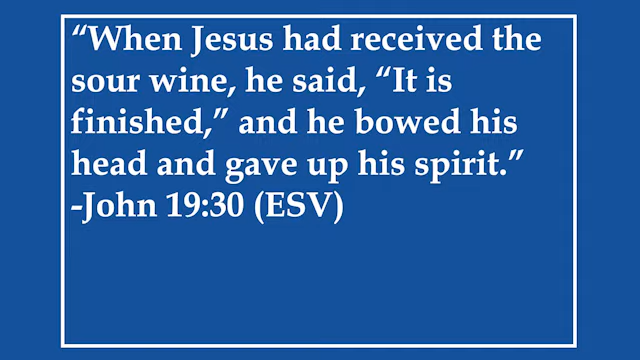 “When Jesus had received the
sour wine, he said, “It is
finished,” and he bowed his
head and gave up his spirit.”
-John 19:30 (ESV)